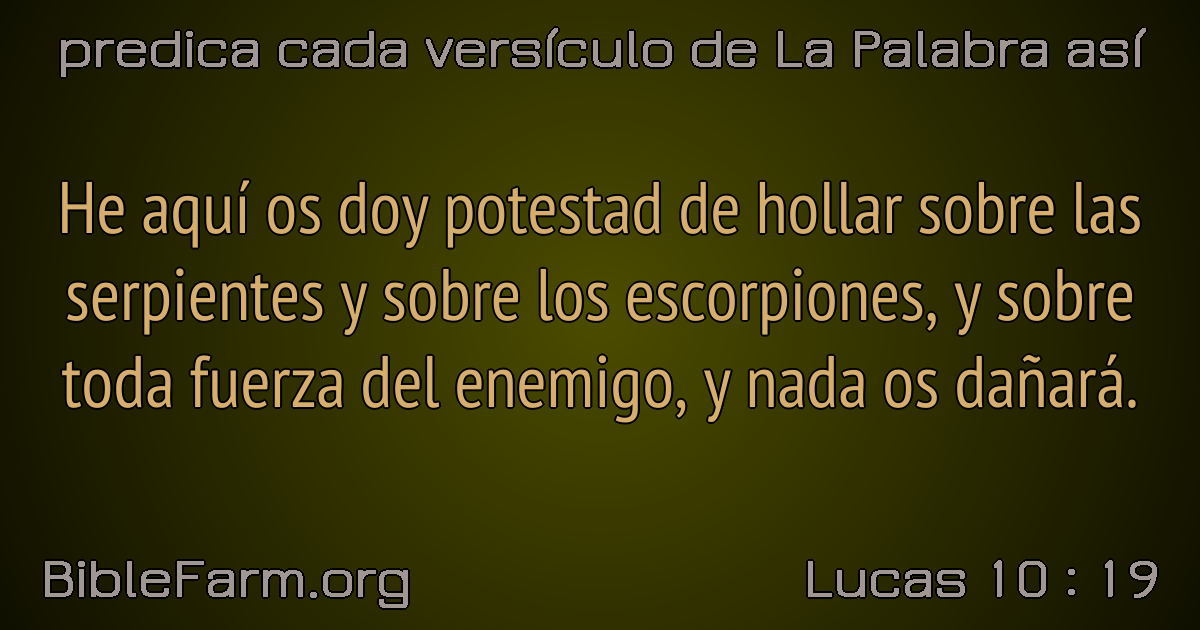 predica cada versículo de La Palabra así
He aquí os doy potestad de hollar sobre las
serpientes y sobre los escorpiones, y sobre
toda fuerza del enemigo, y nada os dañará.
BibleFarm.org
Lucas 10 : 19